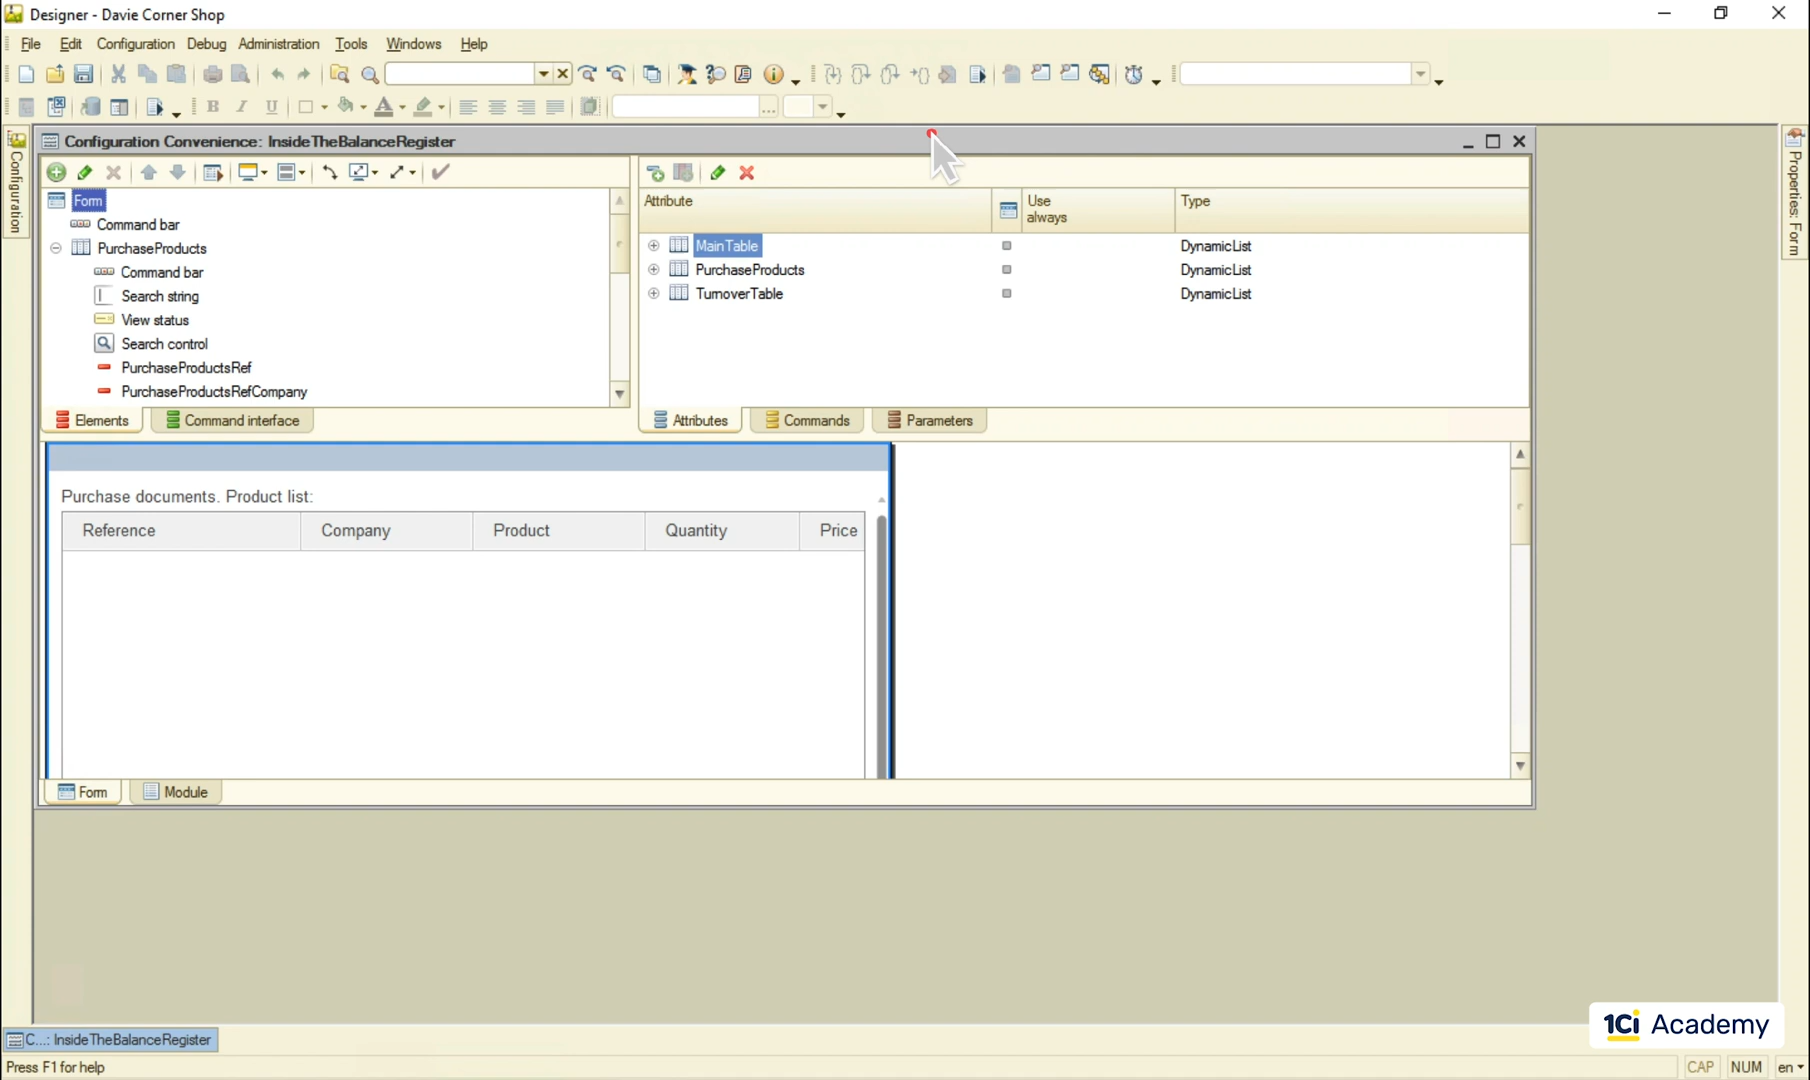 Designer - Davie Corner Shop
File Edit Configuration Debug Administration Tools Windows Help
Configuration Convenience: InsideTheBalanceRegister
Configuration
Properties: Form
Form
Command bar
PurchaseProducts
Command bar
Search string
View status
Search control
PurchaseProductsRef
PurchaseProductsRefCompany
Elements Command interface
Attribute Use always Type
MainTable DynamicList
PurchaseProducts DynamicList
TurnoverTable DynamicList
Attributes Commands Parameters
Purchase documents. Product list:
Reference Company Product Quantity Price
Form Module
1Ci Academy
C...: InsideTheBalanceRegister
Press F1 for help
CAP NUM en